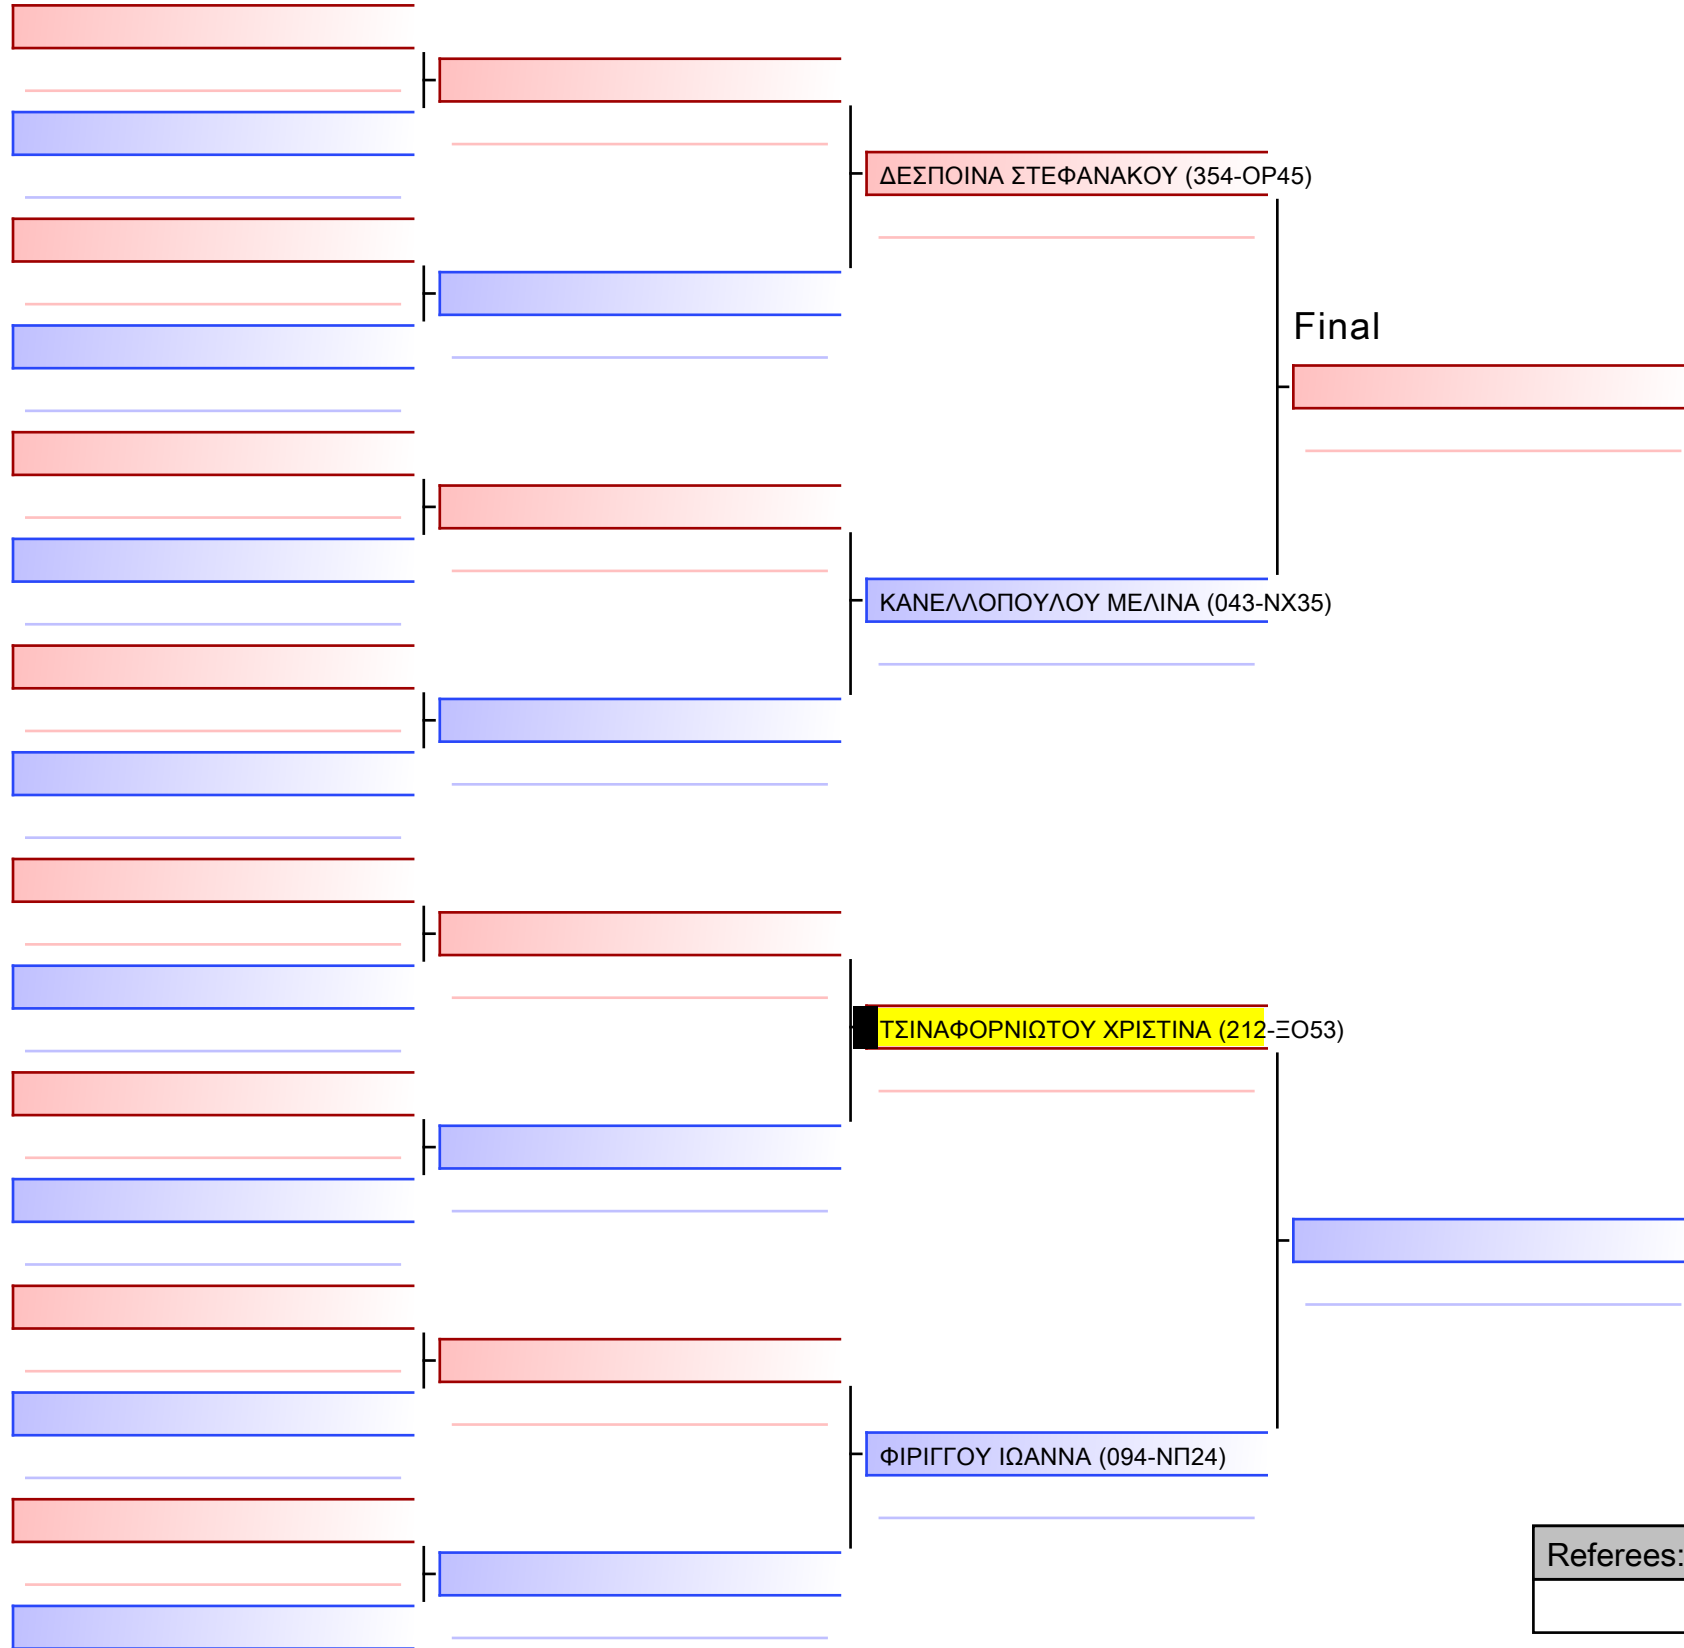 ΔΕΣΠΟΙΝΑ ΣΤΕΦΑΝΑΚΟΥ (354-ΟΡ45)
Final
ΚΑΝΕΛΛΟΠΟΥΛΟΥ ΜΕΛΙΝΑ (043-ΝΧ35)
ΤΣΙΝΑΦΟΡΝΙΩΤΟΥ ΧΡΙΣΤΙΝΑ (212-ΞΟ53)
ΦΙΡΙΓΓΟΥ ΙΩΑΝΝΑ (094-ΝΠ24)
Referees: